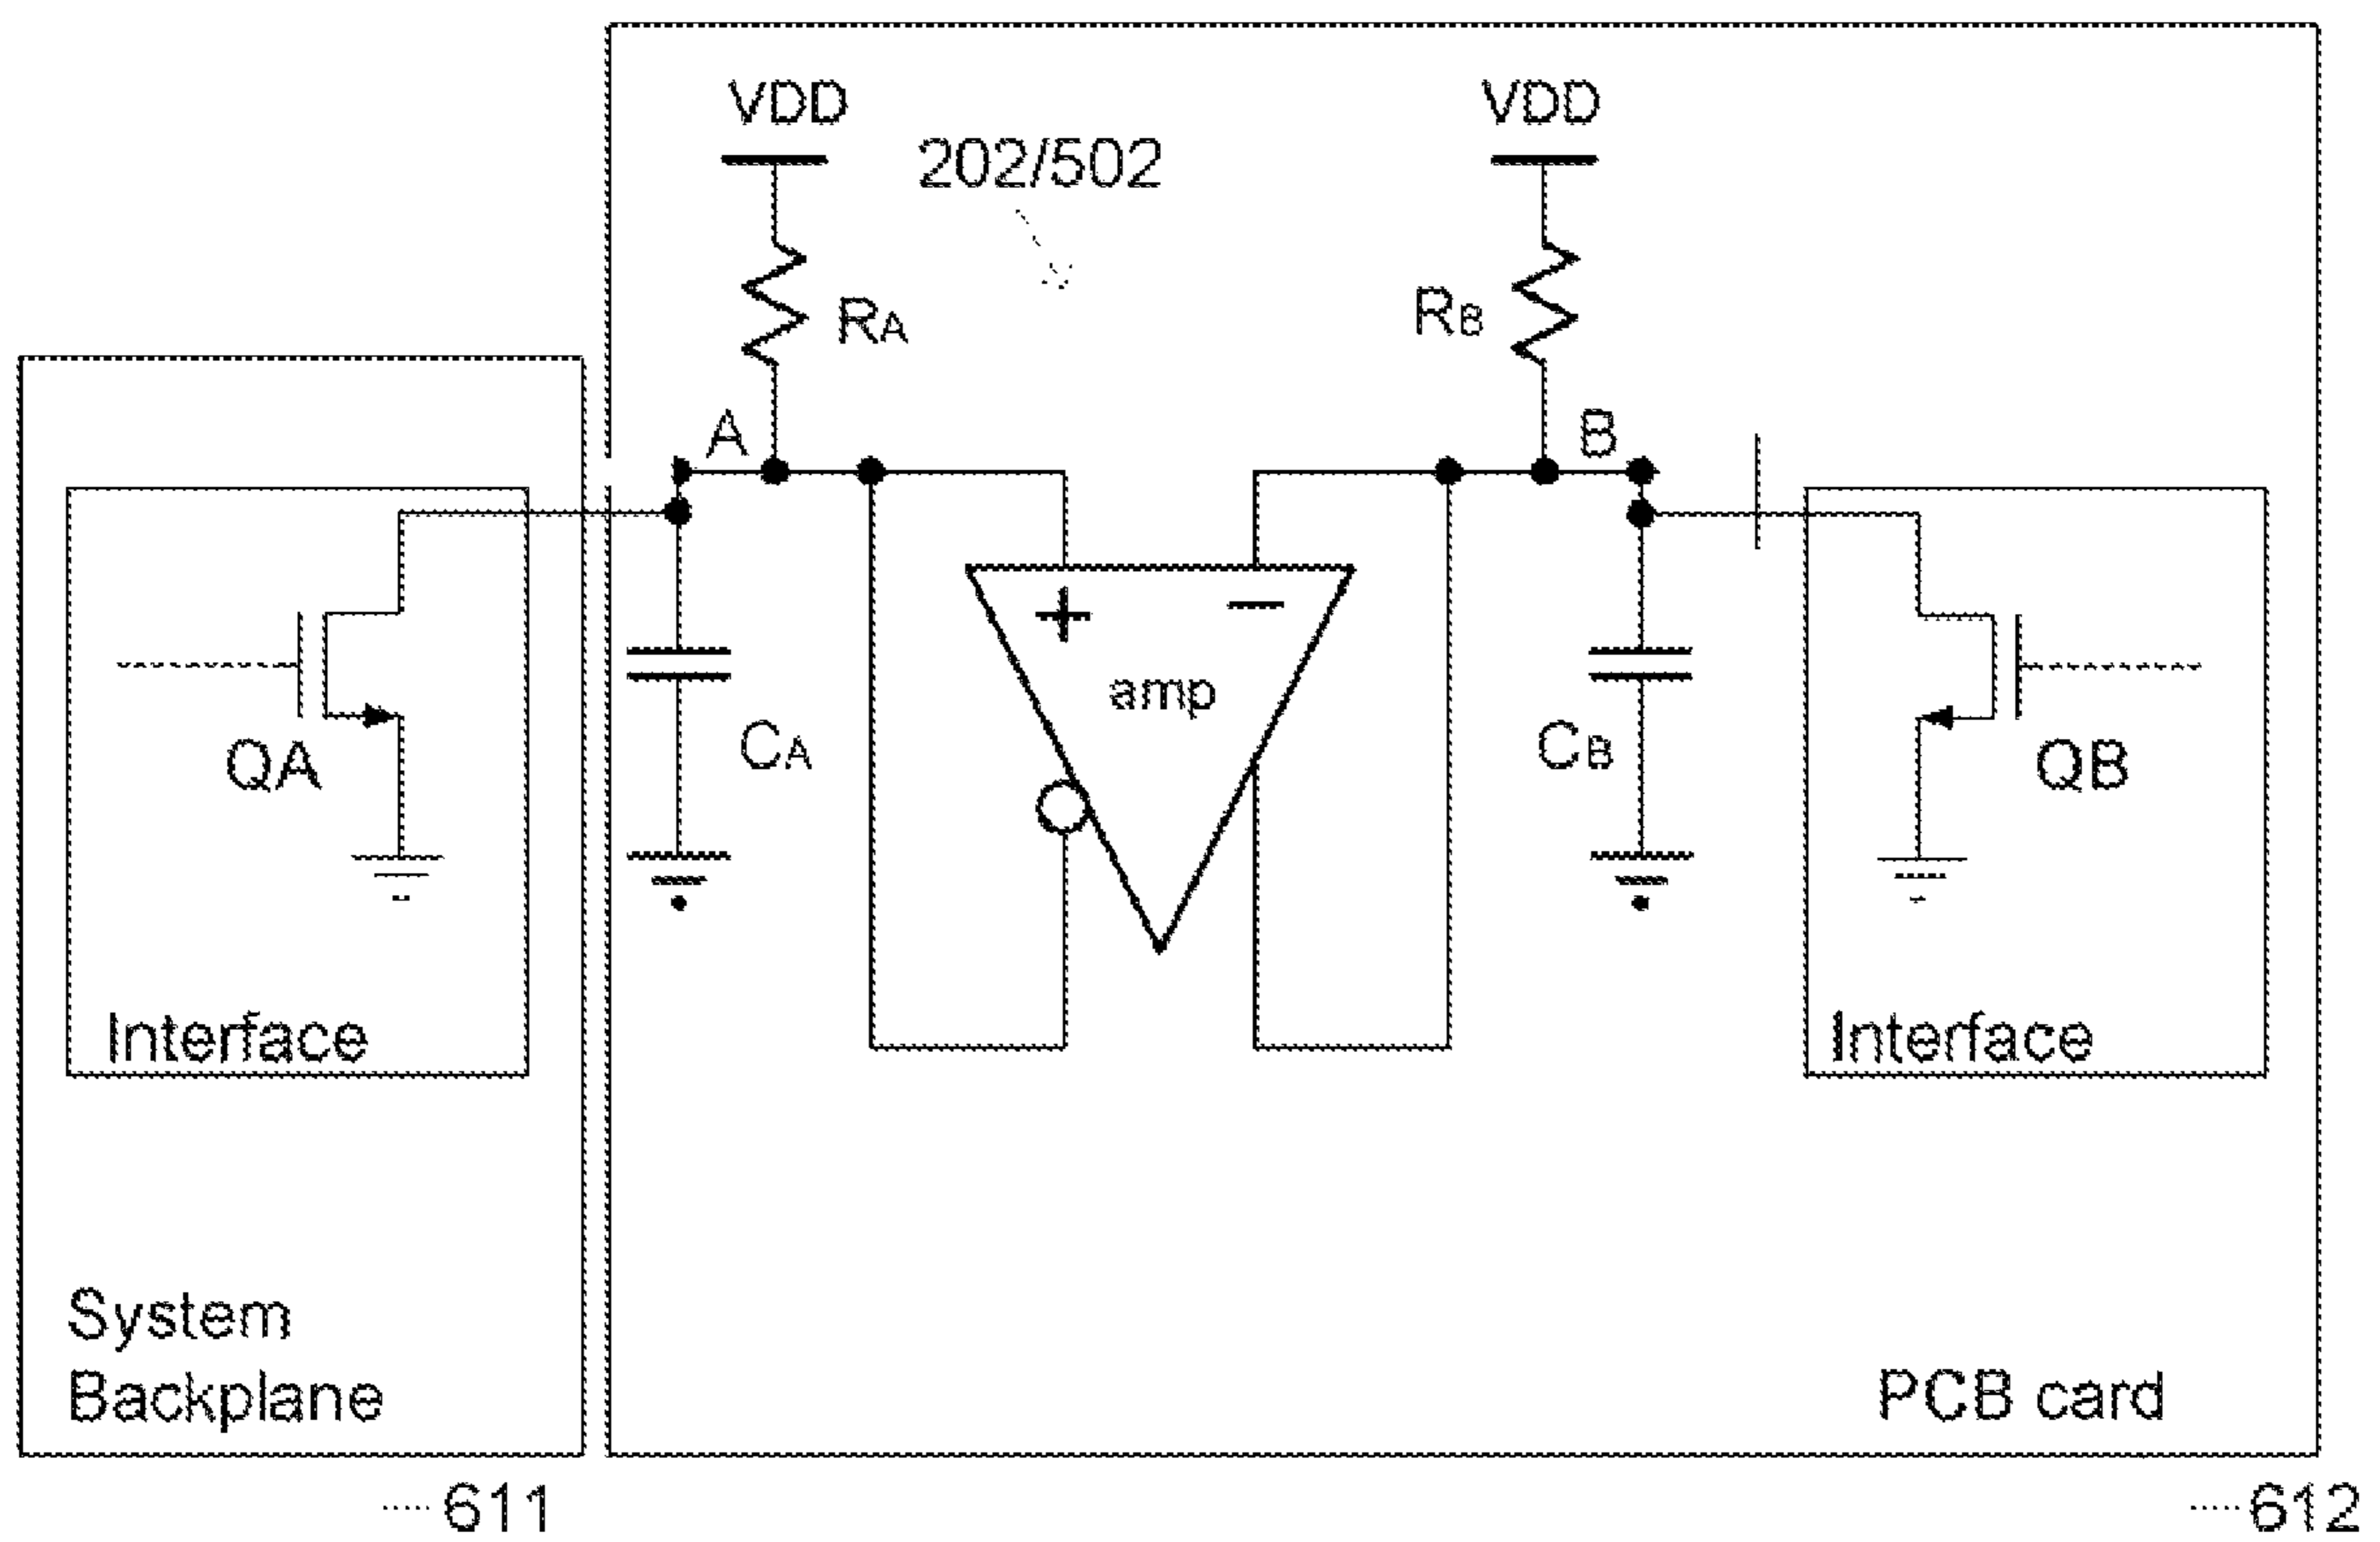 VDD
VDD
202/502
RA
RB
A
B
+
−
amp
QA
CA
CB
QB
Interface
Interface
System
Backplane
PCB card
611
612